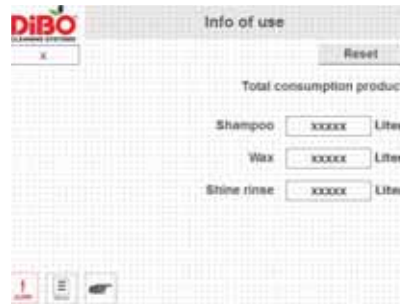 DiBO
CLEANING SYSTEMS
Info of use
x
Reset
Total consumption produc
Shampoo xxxxx Liter
Wax xxxxx Liter
Shine rinse xxxxx Liter